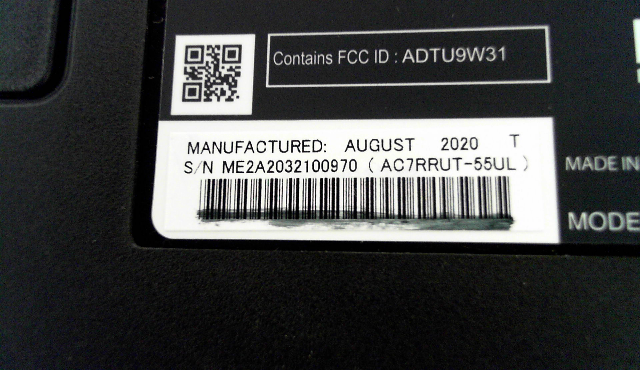 Contains FCC ID : ADTU9W31
MANUFACTURED: AUGUST 2020 T
S/N ME2A2032100970 ( AC7RRUT-55UL )
MADE IN
MODE